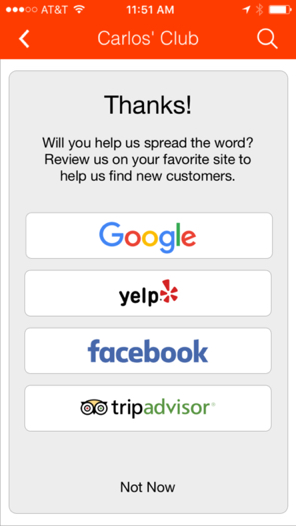 AT&T 11:51 AM
Carlos' Club
Thanks!
Will you help us spread the word?
Review us on your favorite site to
help us find new customers.
Google
yelp
facebook
tripadvisor®
Not Now